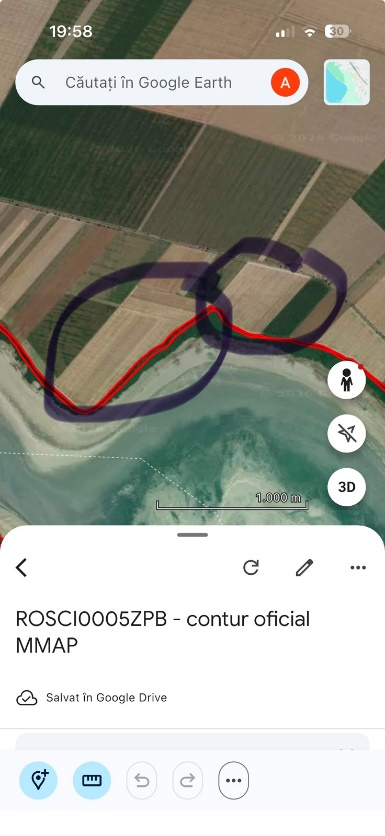 19:58
30
Căutați în Google Earth
A
1.000 m
3D
ROSCI0005ZPB - contur oficial
MMAP
Salvat în Google Drive